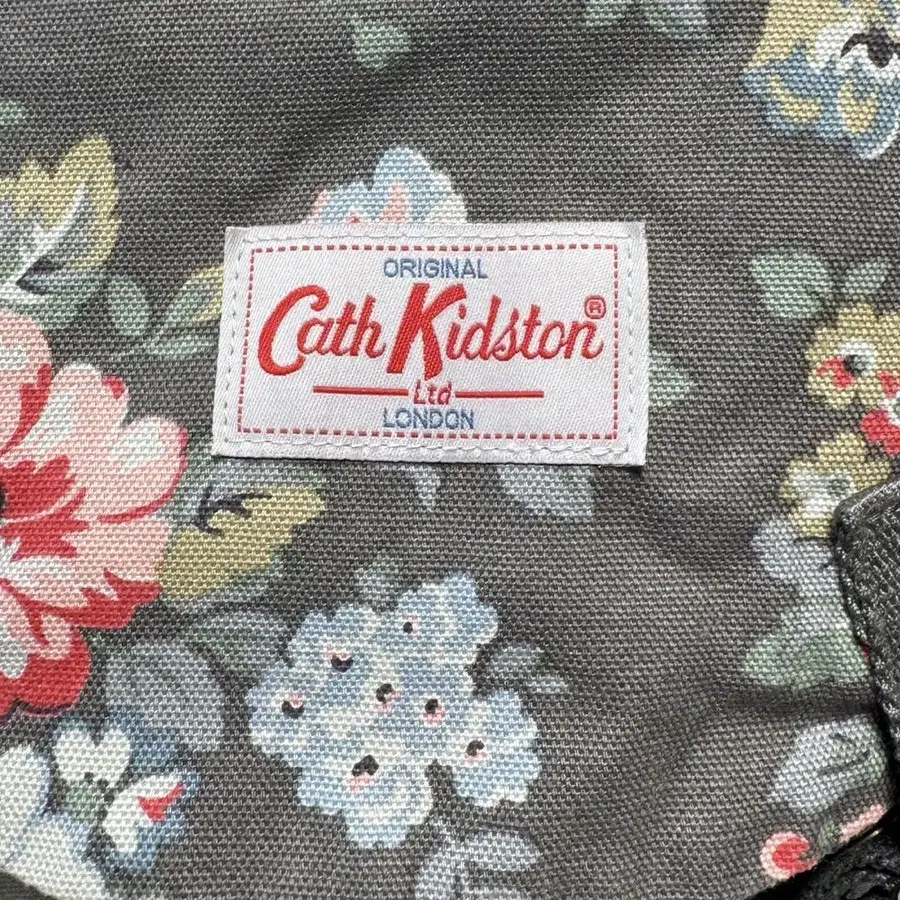 ORIGINAL
Cath Kidston®
Ltd
LONDON